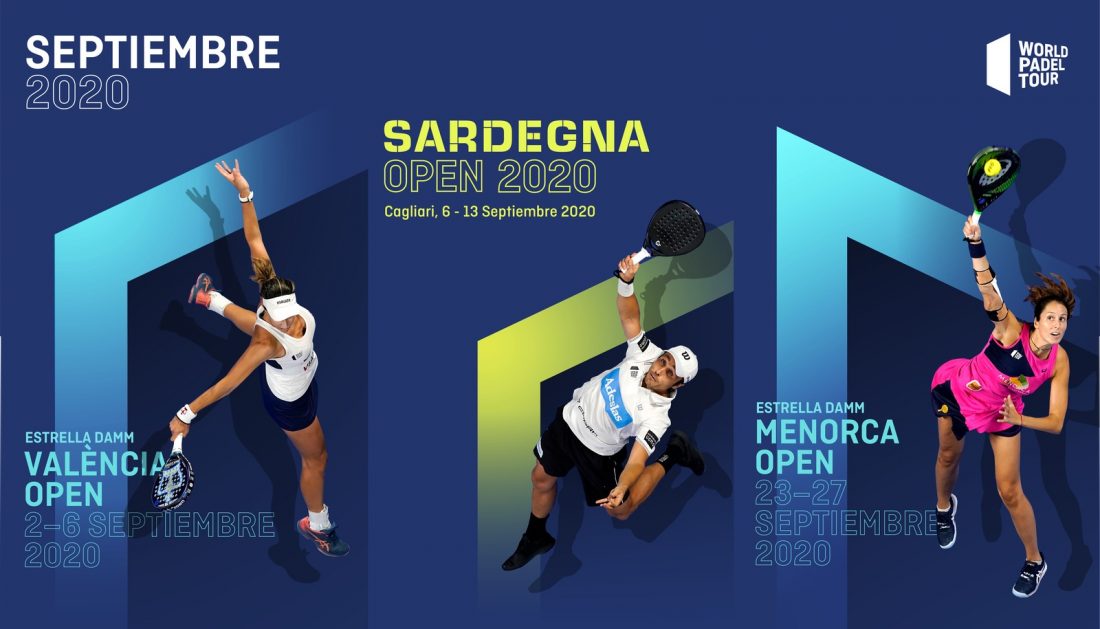 SEPTIEMBRE
2020
WORLD
PADEL
TOUR
SARDEGNA
OPEN 2020
Cagliari, 6 - 13 Septiembre 2020
ESTRELLA DAMM
VALÈNCIA
OPEN
2–6 SEPTIEMBRE
2020
Adeslas
ESTRELLA DAMM
MENORCA
OPEN
23–27
SEPTIEMBRE
2020